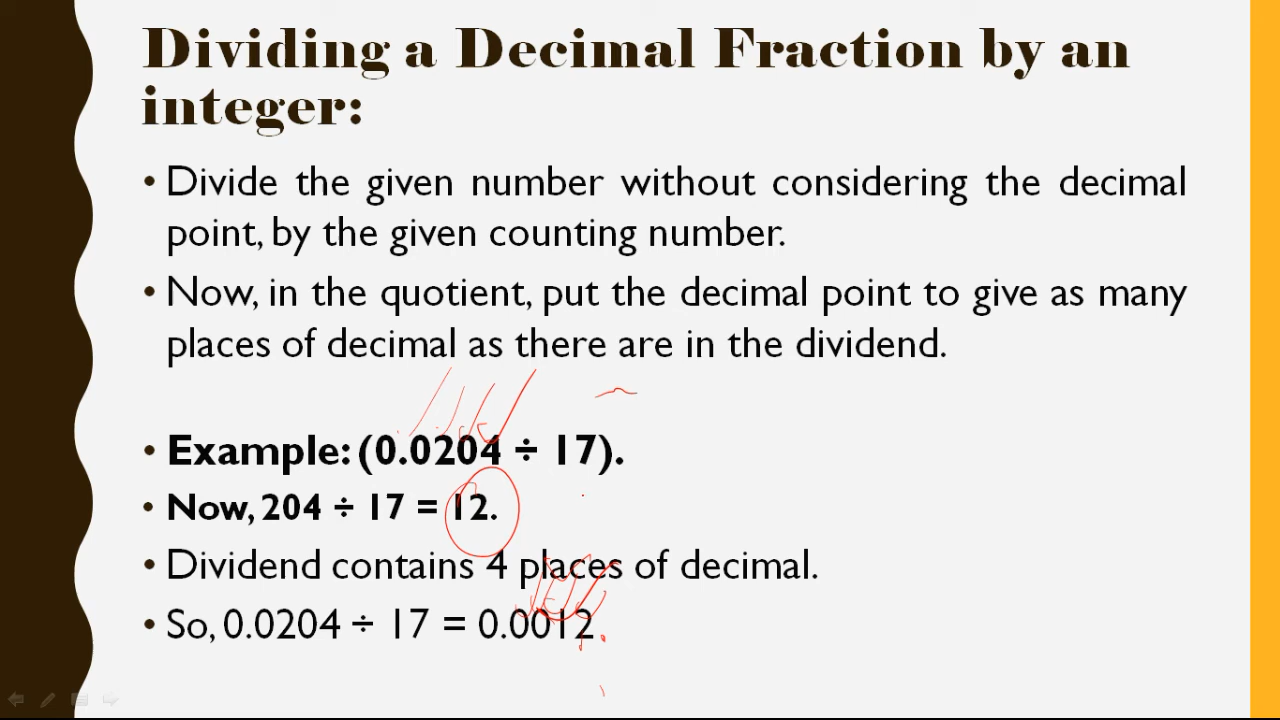 Dividing a Decimal Fraction by an
integer:
• Divide the given number without considering the decimal
point, by the given counting number.
• Now, in the quotient, put the decimal point to give as many
places of decimal as there are in the dividend.
• Example: (0.0204 ÷ 17).
• Now, 204 ÷ 17 = 12.
• Dividend contains 4 places of decimal.
• So, 0.0204 ÷ 17 = 0.0012